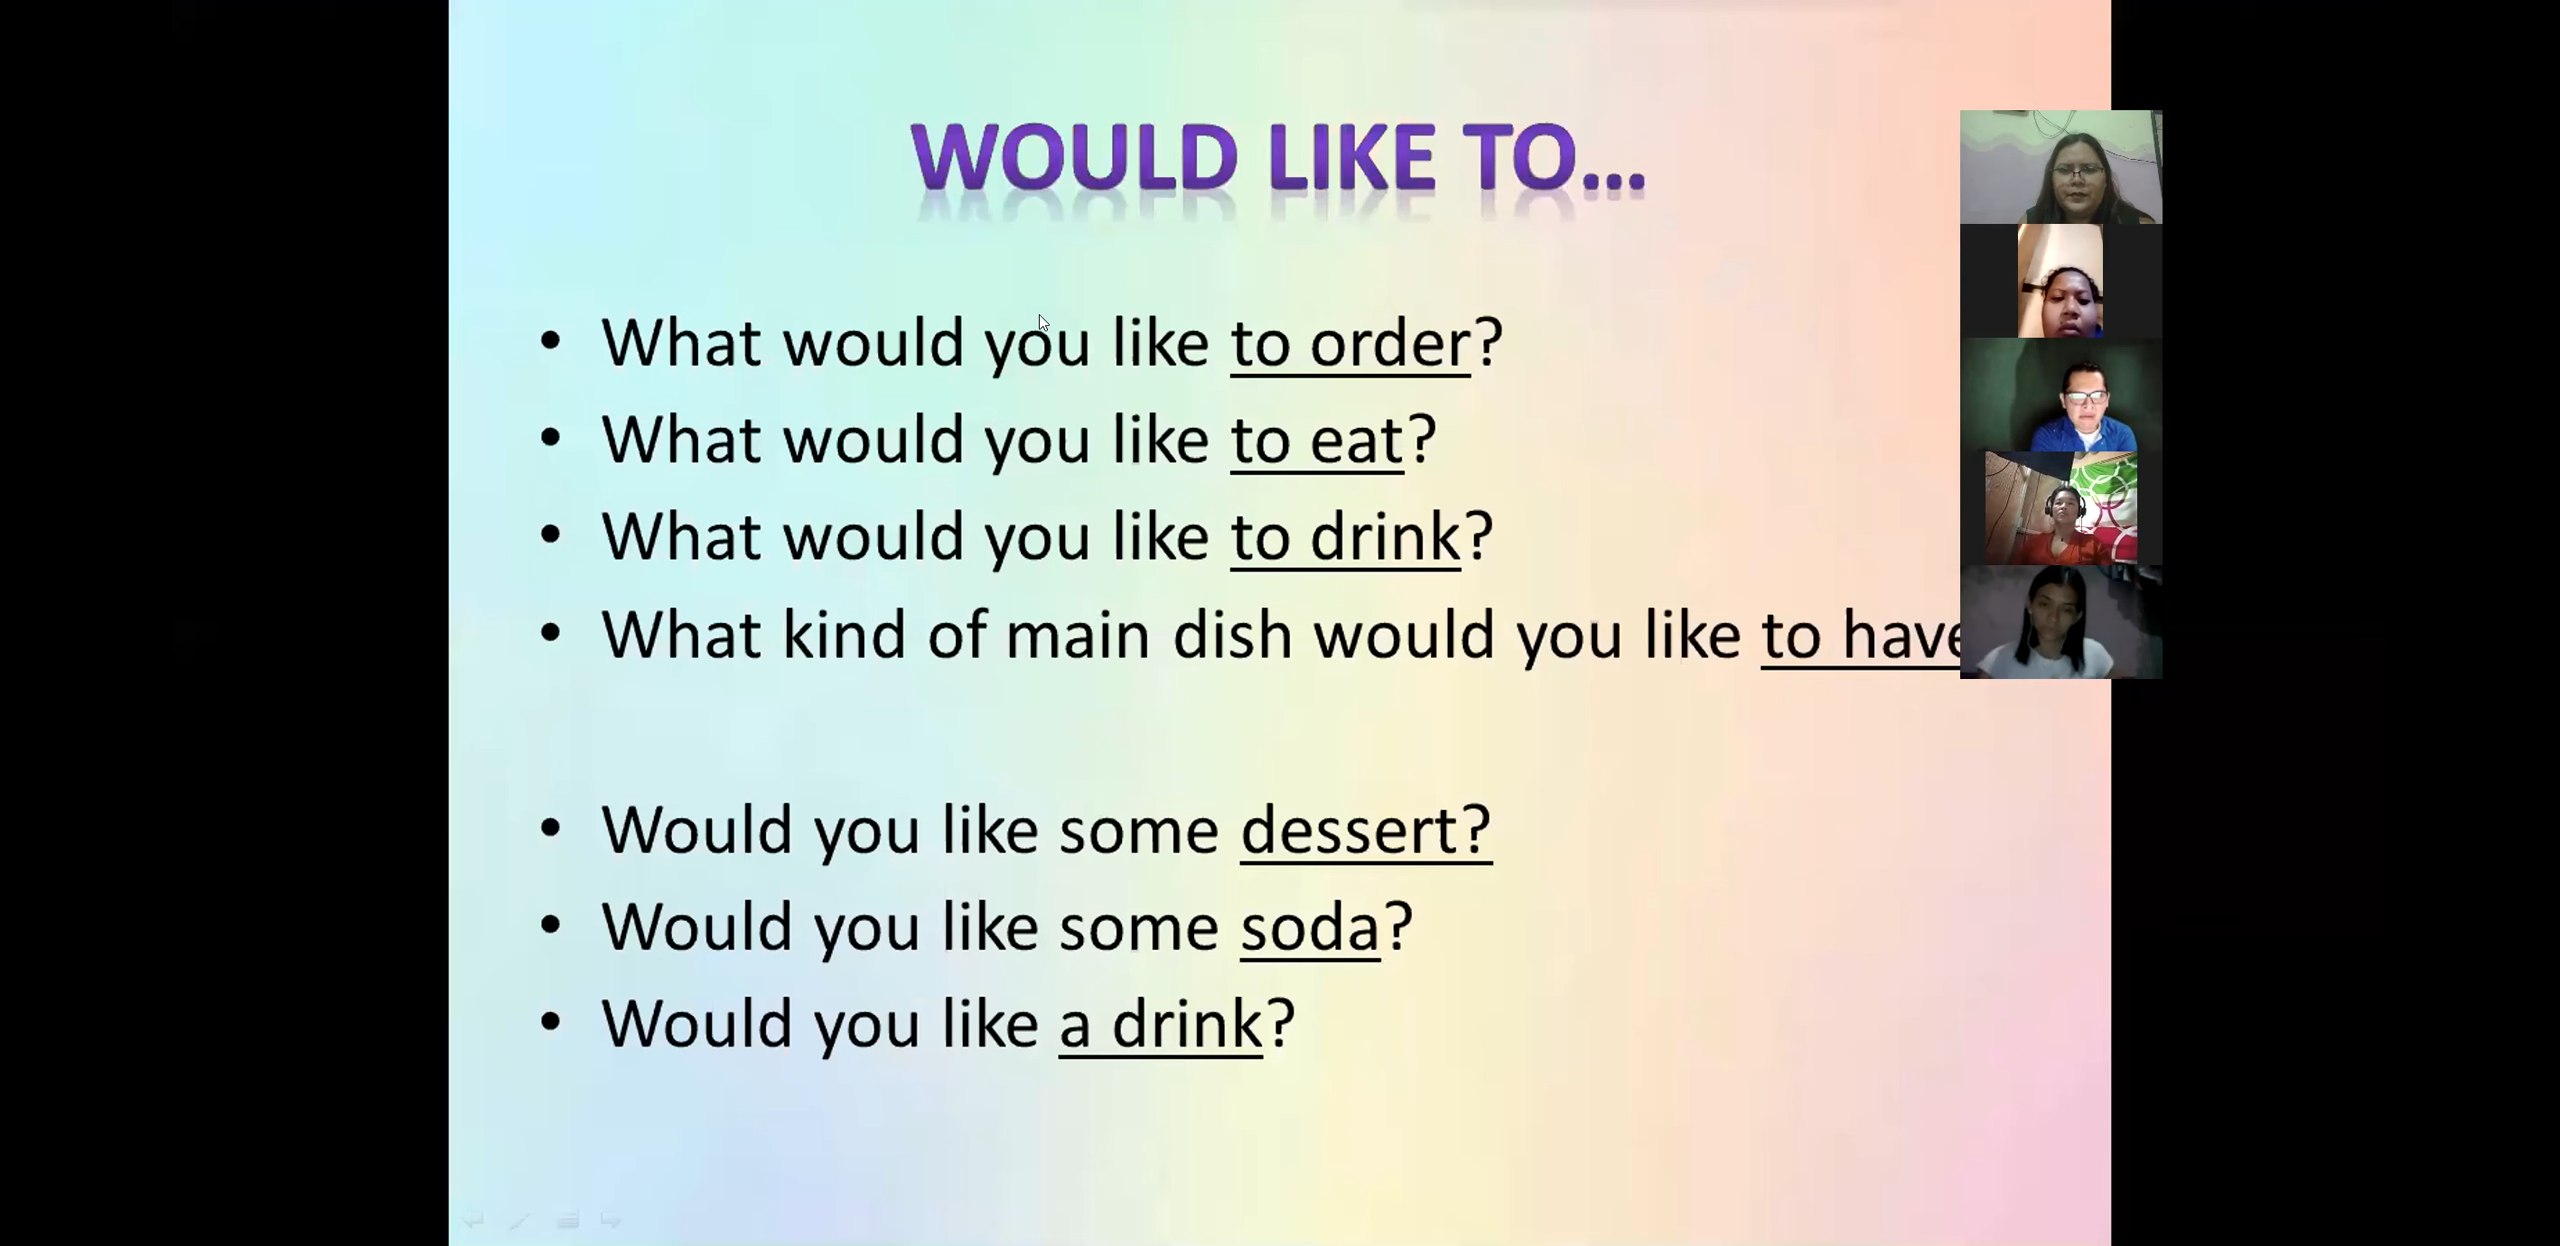 WOULD LIKE TO...
• What would you like to order?
• What would you like to eat?
• What would you like to drink?
• What kind of main dish would you like to have
• Would you like some dessert?
• Would you like some soda?
• Would you like a drink?